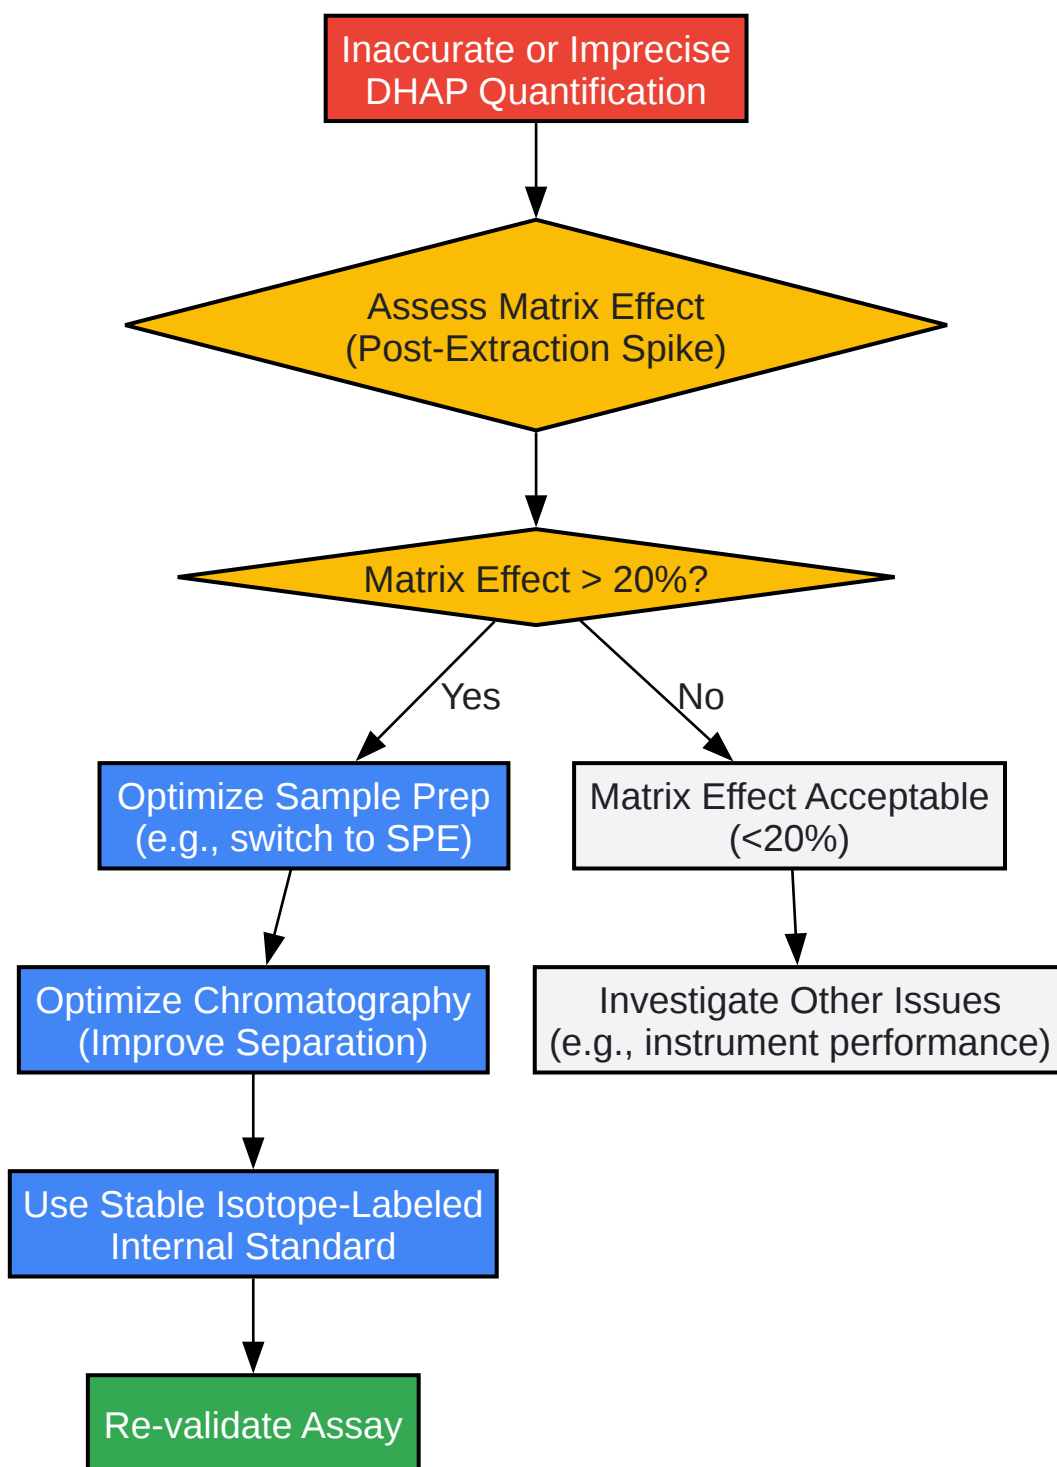 Inaccurate or Imprecise
DHAP Quantification
Assess Matrix Effect
(Post-Extraction Spike)
Matrix Effect > 20%?
Yes
No
Optimize Sample Prep
(e.g., switch to SPE)
Matrix Effect Acceptable
(<20%)
Optimize Chromatography
(Improve Separation)
Investigate Other Issues
(e.g., instrument performance)
Use Stable Isotope-Labeled
Internal Standard
Re-validate Assay